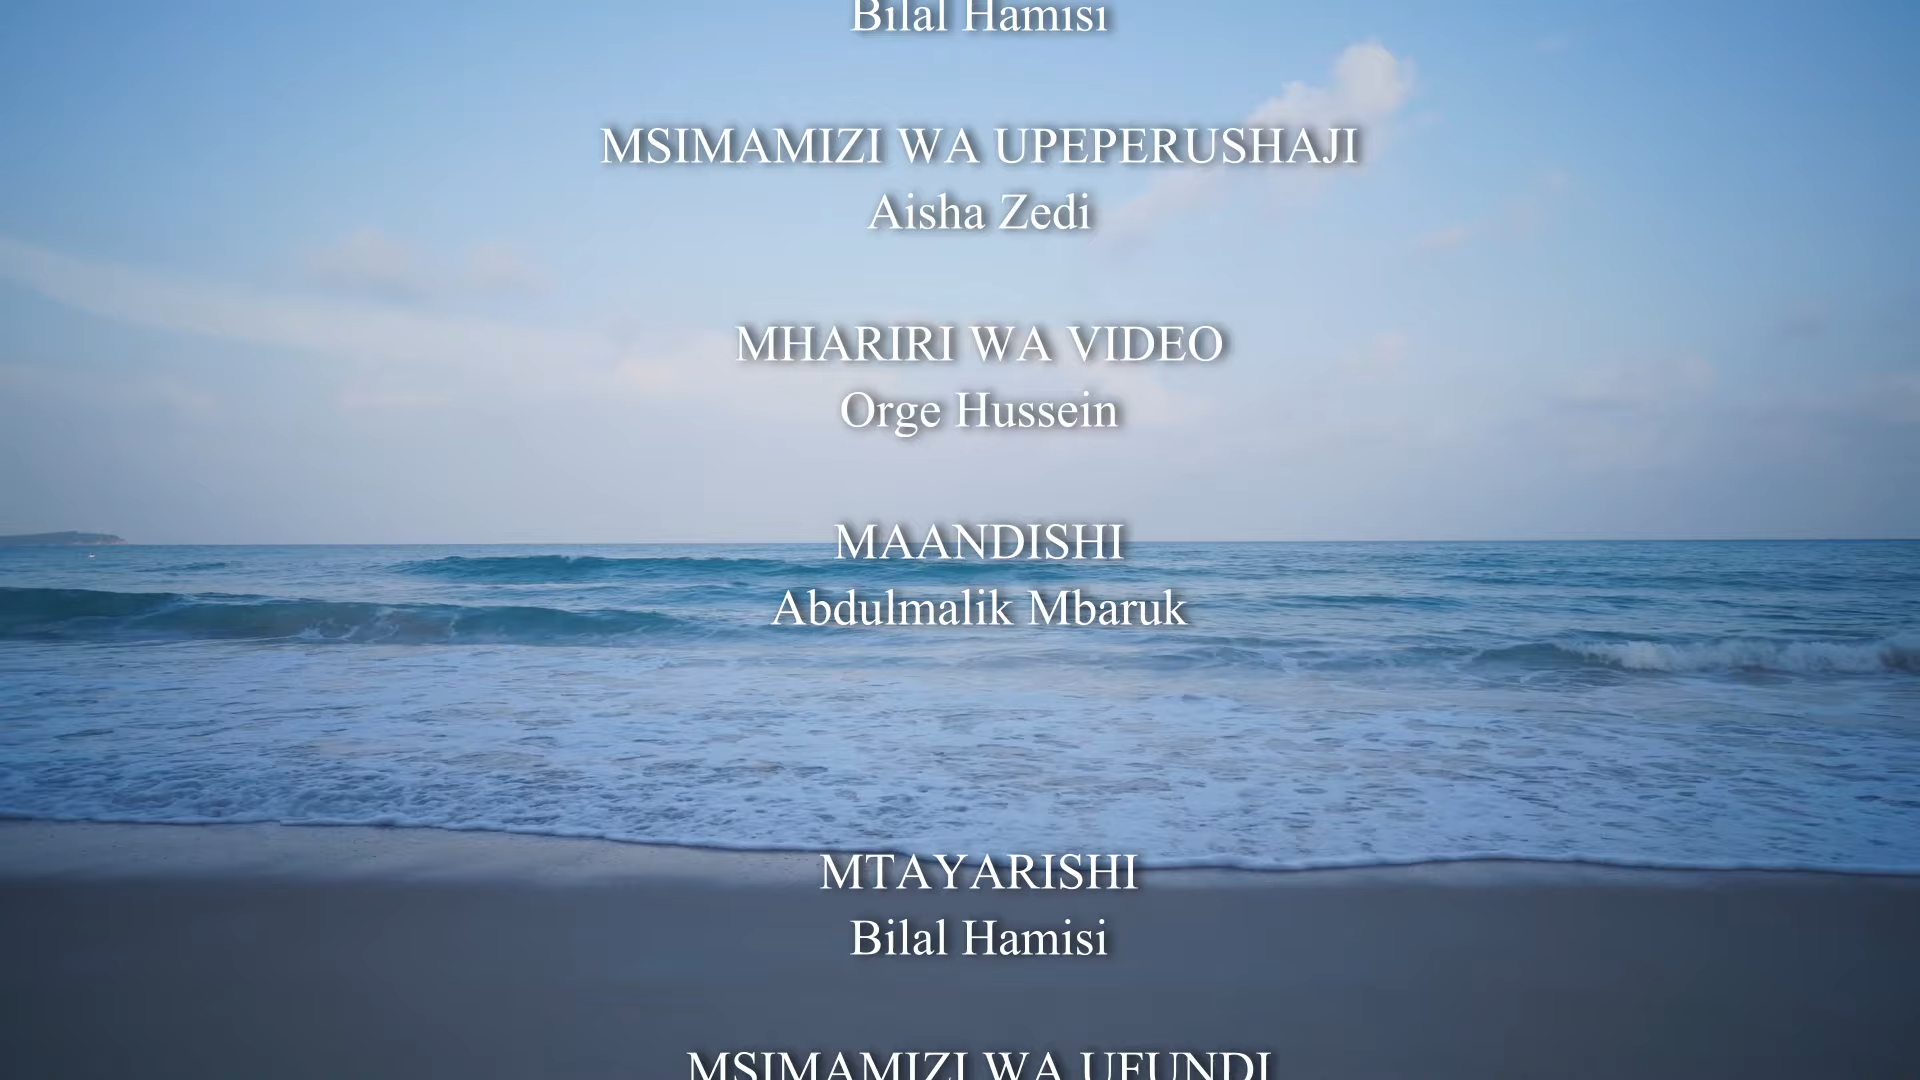 Bilal Hamisi
MSIMAMIZI WA UPEPERUSHAJI
Aisha Zedi
MHARIRI WA VIDEO
Orge Hussein
MAANDISHI
Abdulmalik Mbaruk
MTAYARISHI
Bilal Hamisi
MSIMAMIZI WA UFUNDI